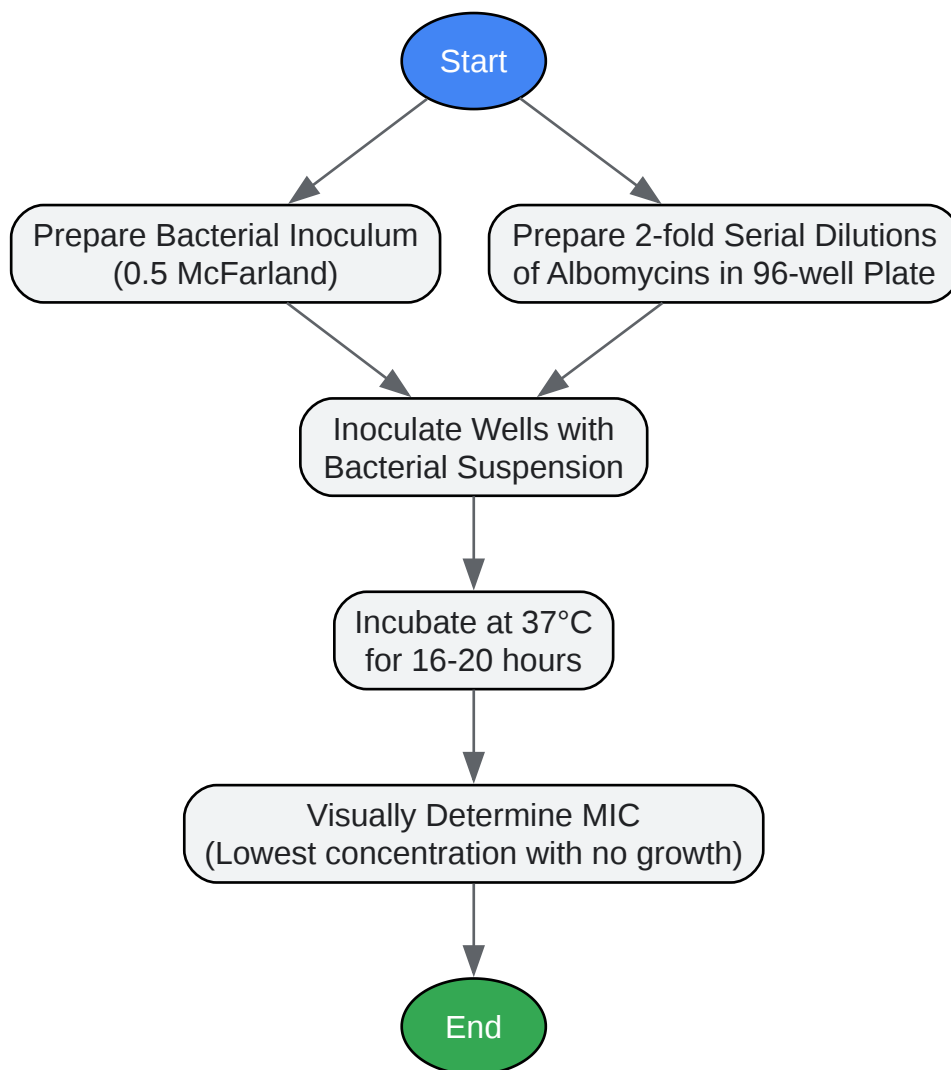 Start
Prepare Bacterial Inoculum
(0.5 McFarland)
Prepare 2-fold Serial Dilutions
of Albomycins in 96-well Plate
Inoculate Wells with
Bacterial Suspension
Incubate at 37°C
for 16-20 hours
Visually Determine MIC
(Lowest concentration with no growth)
End